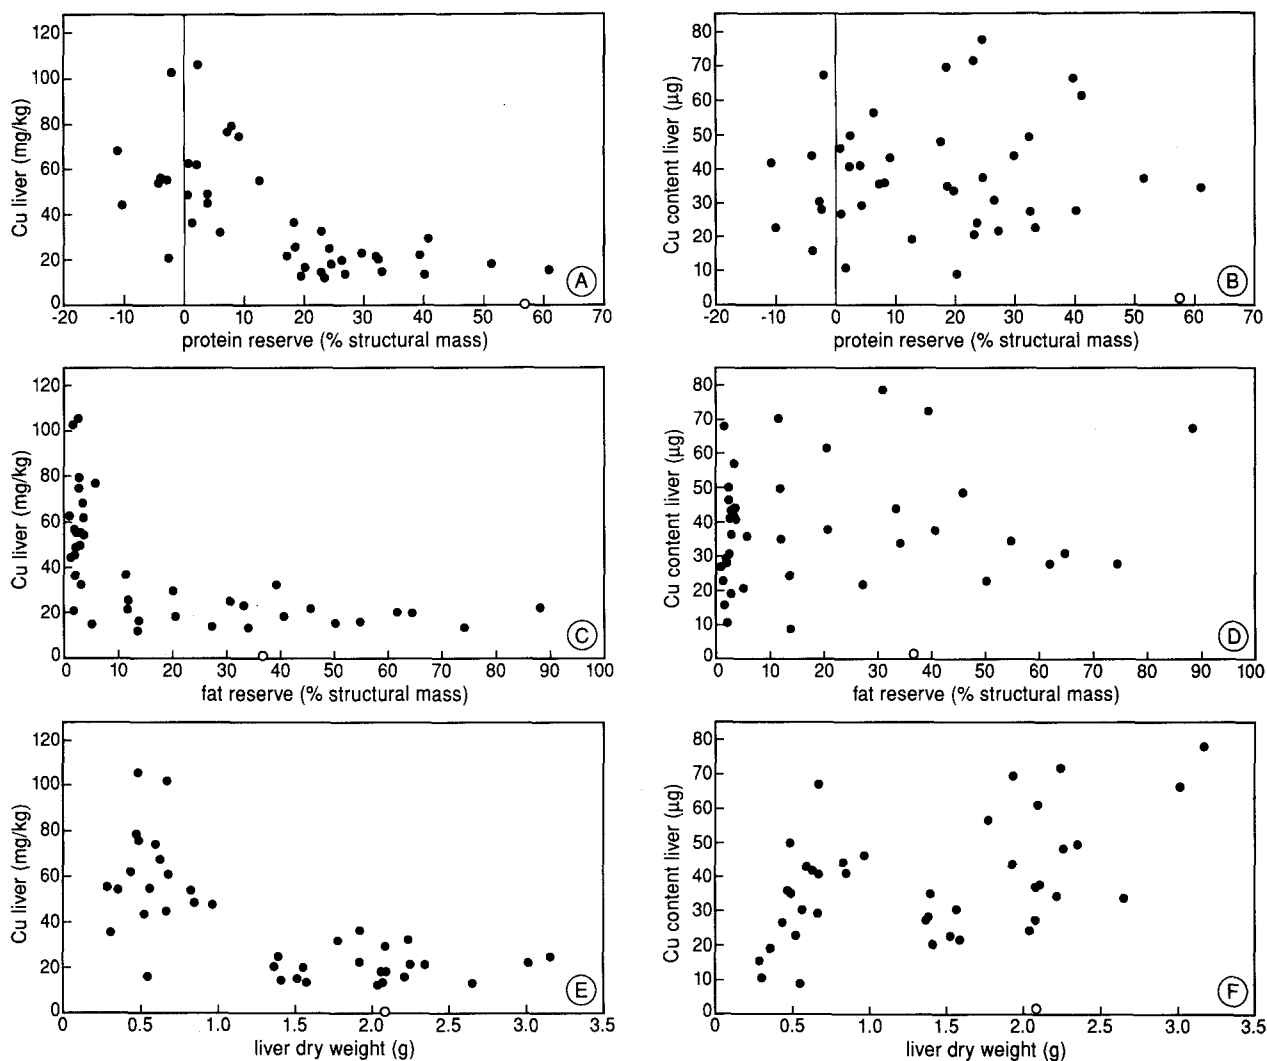 120
100
80
60
40
20
0
Cu liver (mg/kg)
-20 -10 0 10 20 30 40 50 60 70
protein reserve (% structural mass)
A
80
70
60
50
40
30
20
10
0
Cu content liver (µg)
-20 -10 0 10 20 30 40 50 60 70
protein reserve (% structural mass)
B
120
100
80
60
40
20
0
Cu liver (mg/kg)
0 10 20 30 40 50 60 70 80 90 100
fat reserve (% structural mass)
C
80
70
60
50
40
30
20
10
0
Cu content liver (µg)
0 10 20 30 40 50 60 70 80 90 100
fat reserve (% structural mass)
D
120
100
80
60
40
20
0
Cu liver (mg/kg)
0 0.5 1.0 1.5 2.0 2.5 3.0 3.5
liver dry weight (g)
E
80
70
60
50
40
30
20
10
0
Cu content liver (µg)
0 0.5 1.0 1.5 2.0 2.5 3.0 3.5
liver dry weight (g)
F